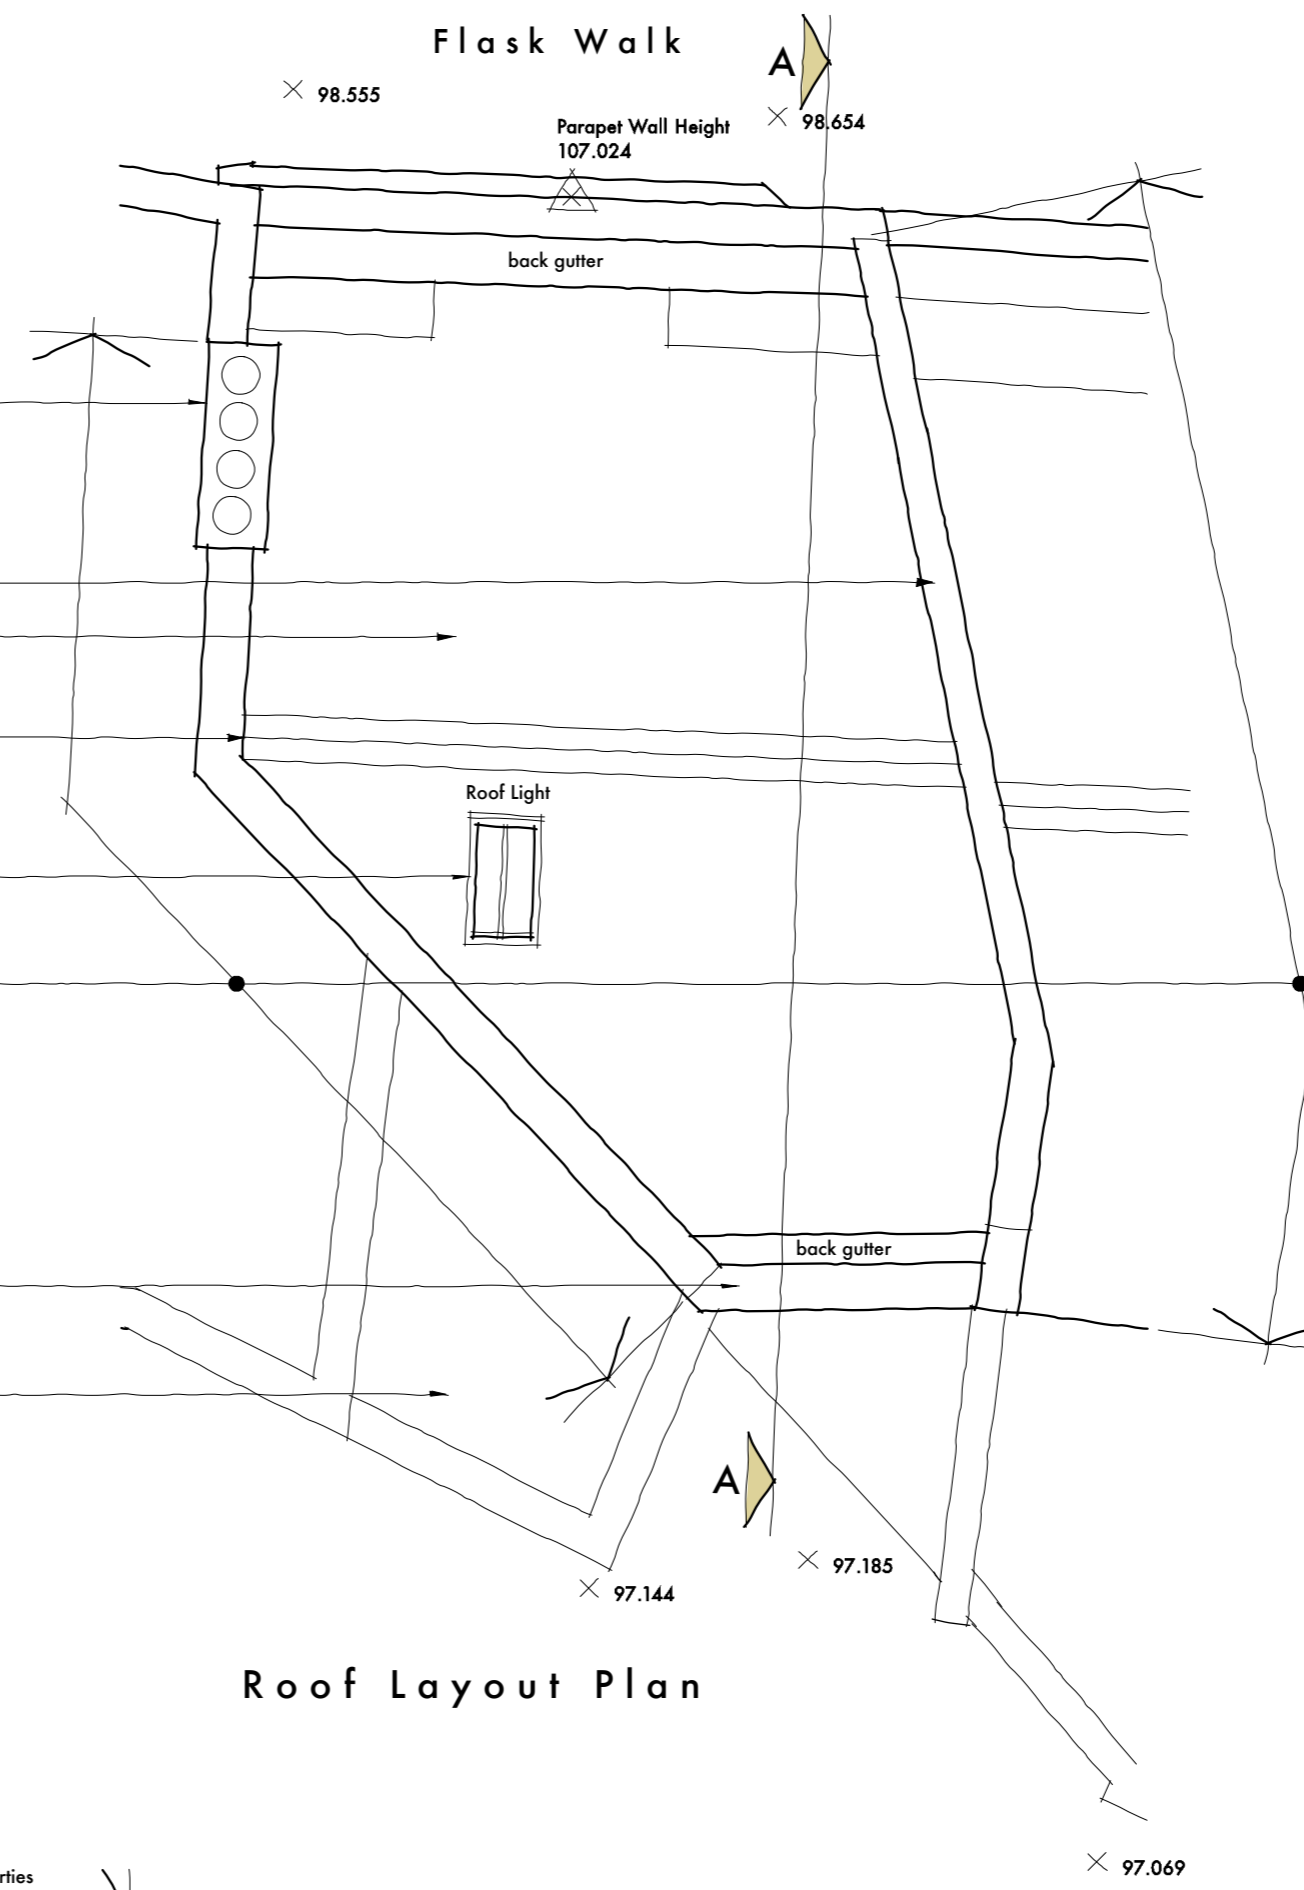 Flask Walk
A
98.555
98.654
Parapet Wall Height
107.024
back gutter
Roof Light
back gutter
A
97.185
97.144
Roof Layout Plan
97.069
rties